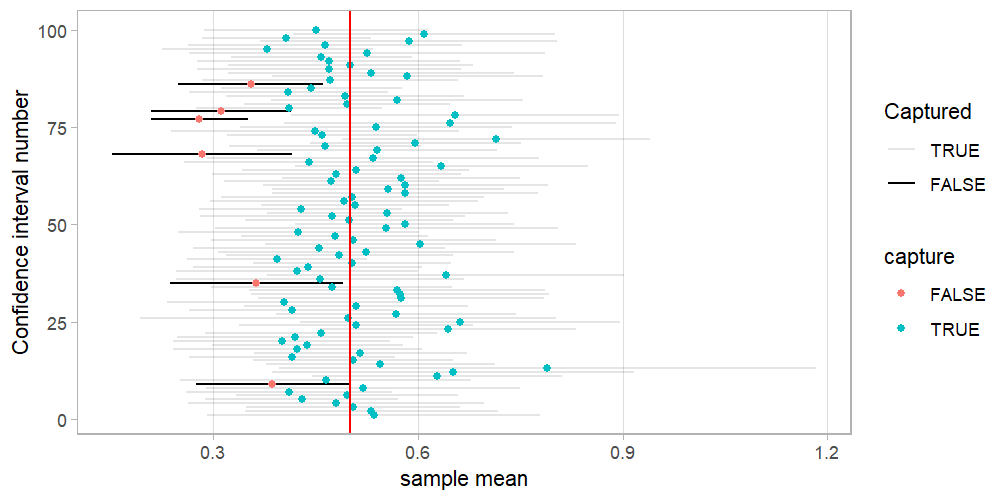 100
75
50
25
0
Confidence interval number
0.3
0.6
0.9
1.2
sample mean
Captured
TRUE
FALSE
capture
FALSE
TRUE